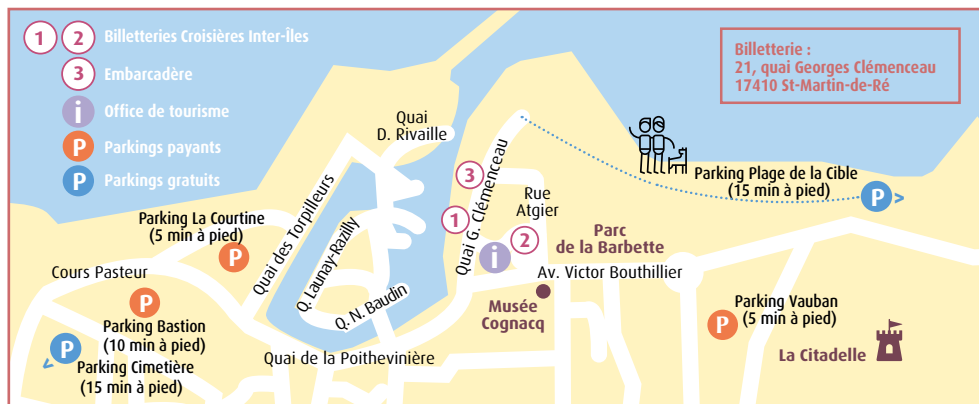 1 2 Billetteries Croisières Inter-Îles
3 Embarcadère
i Office de tourisme
P Parkings payants
P Parkings gratuits
Billetterie :
21, quai Georges Clémenceau
17410 St-Martin-de-Ré
Quai
D. Rivaille
Parking Plage de la Cible
(15 min à pied)
P >
3
Rue
Atgier
Quai des Torpilleurs
Parking La Courtine
(5 min à pied)
P
1
Quai G. Clémenceau
2
i
Parc
de la Barbette
Q. Launay-Razilly
Cours Pasteur
Av. Victor Bouthillier
Q. N. Baudin
Musée
Cognacq
P
Parking Bastion
(10 min à pied)
P
Parking Vauban
(5 min à pied)
La Citadelle
Quai de la Poithevinière
P
<
Parking Cimetière
(15 min à pied)